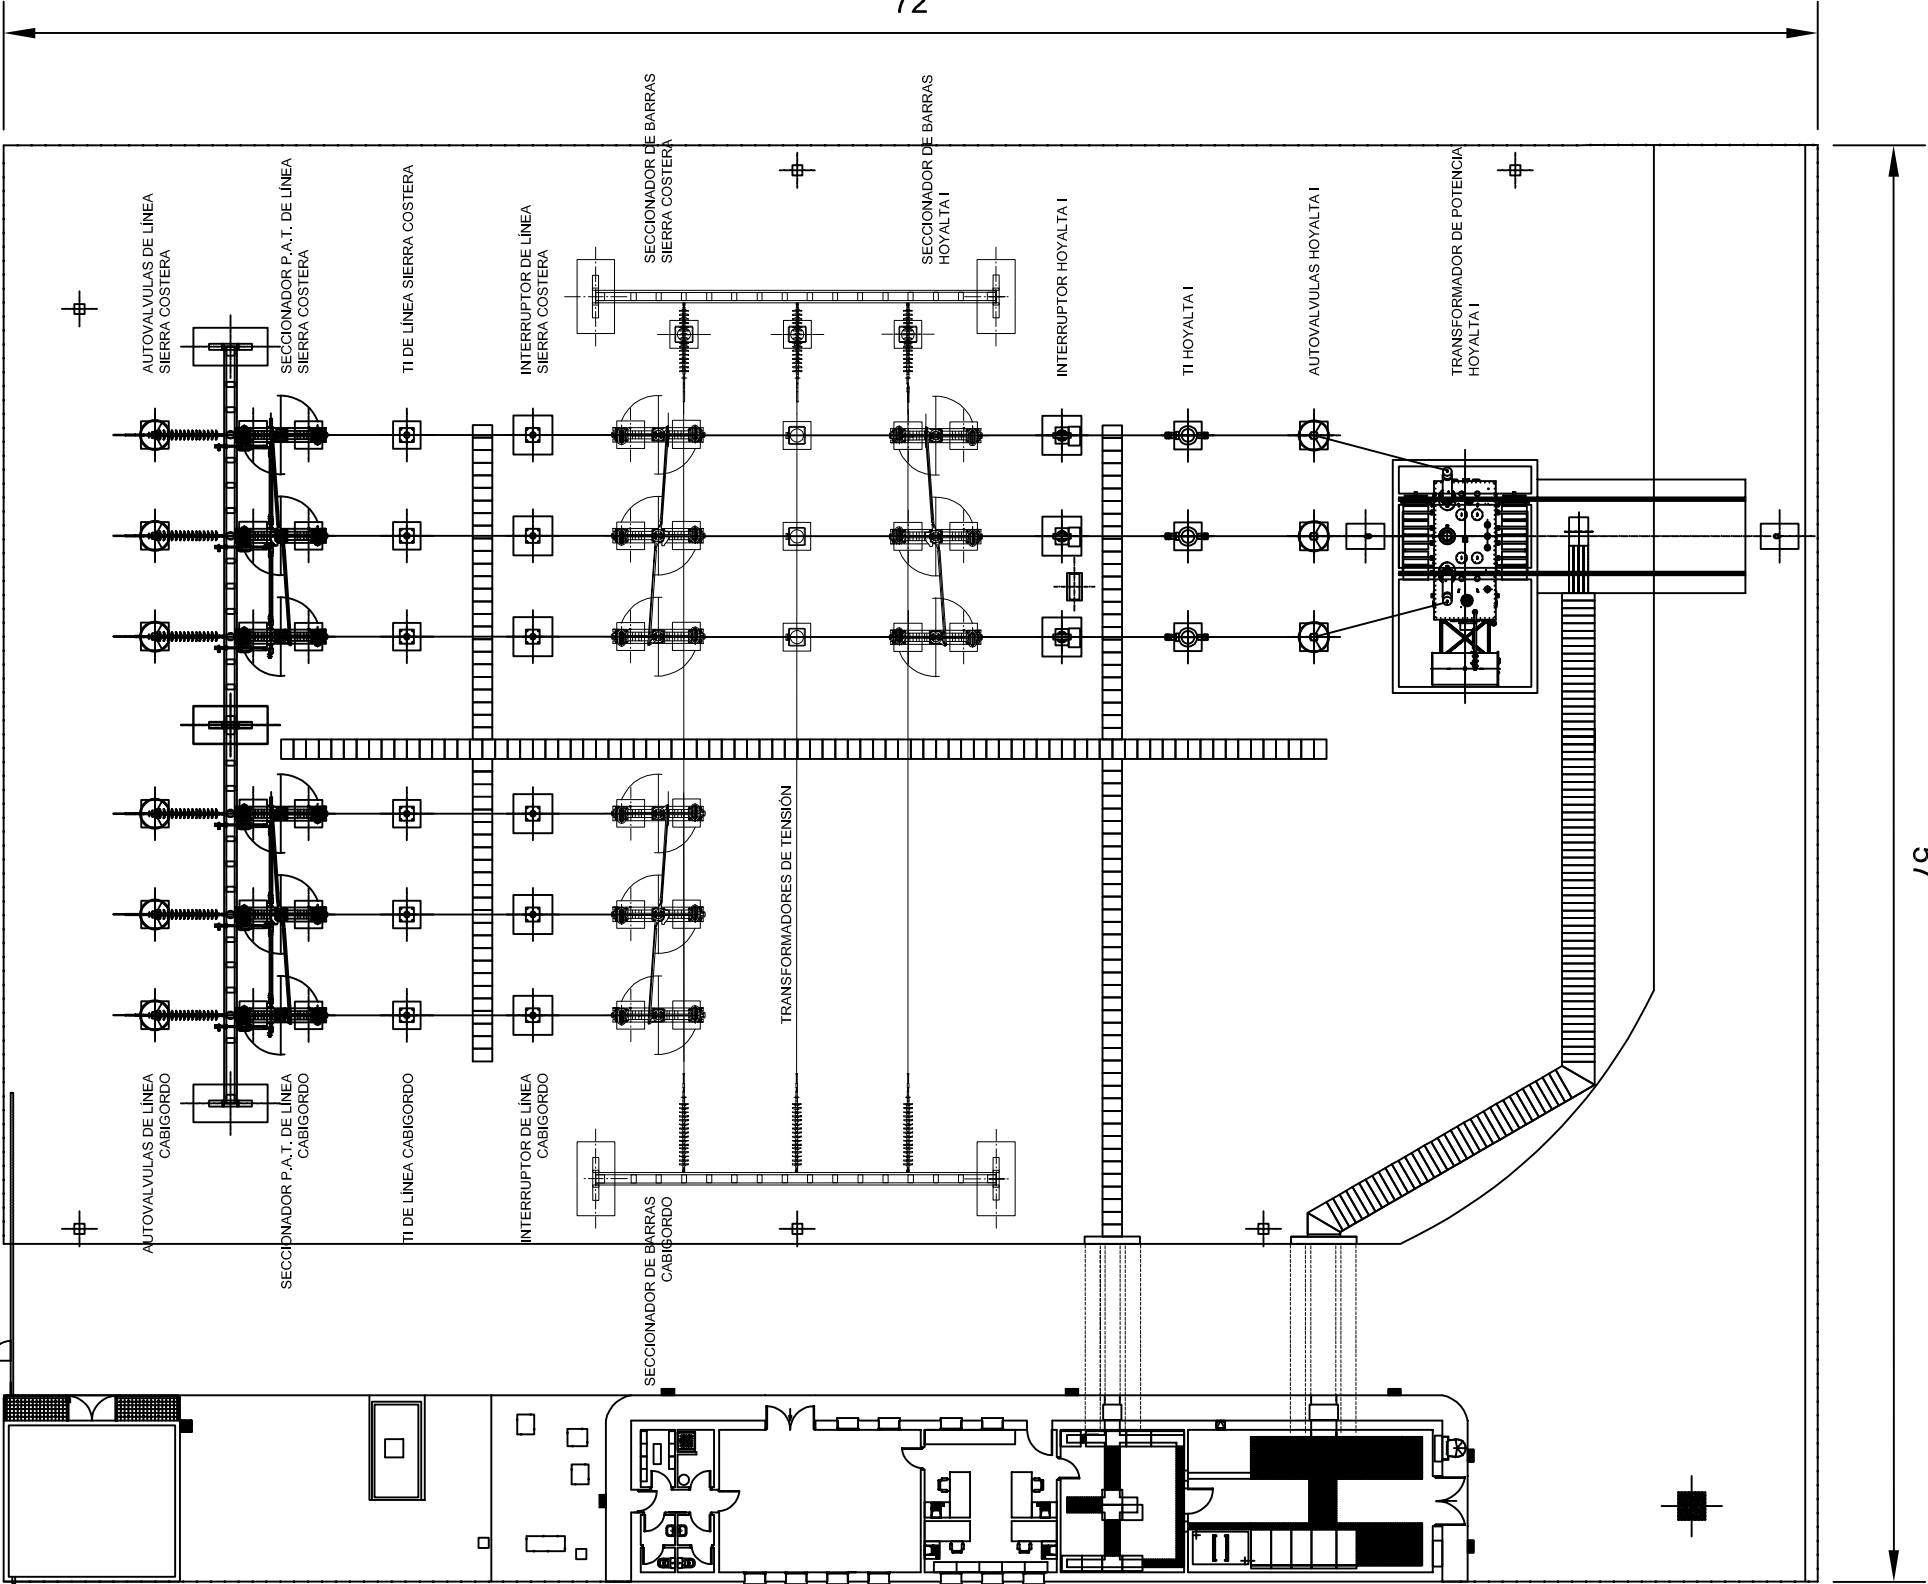 72
AUTOVALVULAS DE LÍNEA
SIERRA COSTERA
SECCIONADOR P.A.T. DE LÍNEA
SIERRA COSTERA
TI DE LÍNEA SIERRA COSTERA
INTERRUPTOR DE LÍNEA
SIERRA COSTERA
SECCIONADOR DE BARRAS
SIERRA COSTERA
SECCIONADOR DE BARRAS
HOYALTA I
INTERRUPTOR HOYALTA I
TI HOYALTA I
AUTOVALVULAS HOYALTA I
TRANSFORMADOR DE POTENCIA
HOYALTA I
TRANSFORMADORES DE TENSIÓN
57
AUTOVALVULAS DE LÍNEA
CABIGORDO
SECCIONADOR P.A.T. DE LÍNEA
CABIGORDO
TI DE LÍNEA CABIGORDO
INTERRUPTOR DE LÍNEA
CABIGORDO
SECCIONADOR DE BARRAS
CABIGORDO